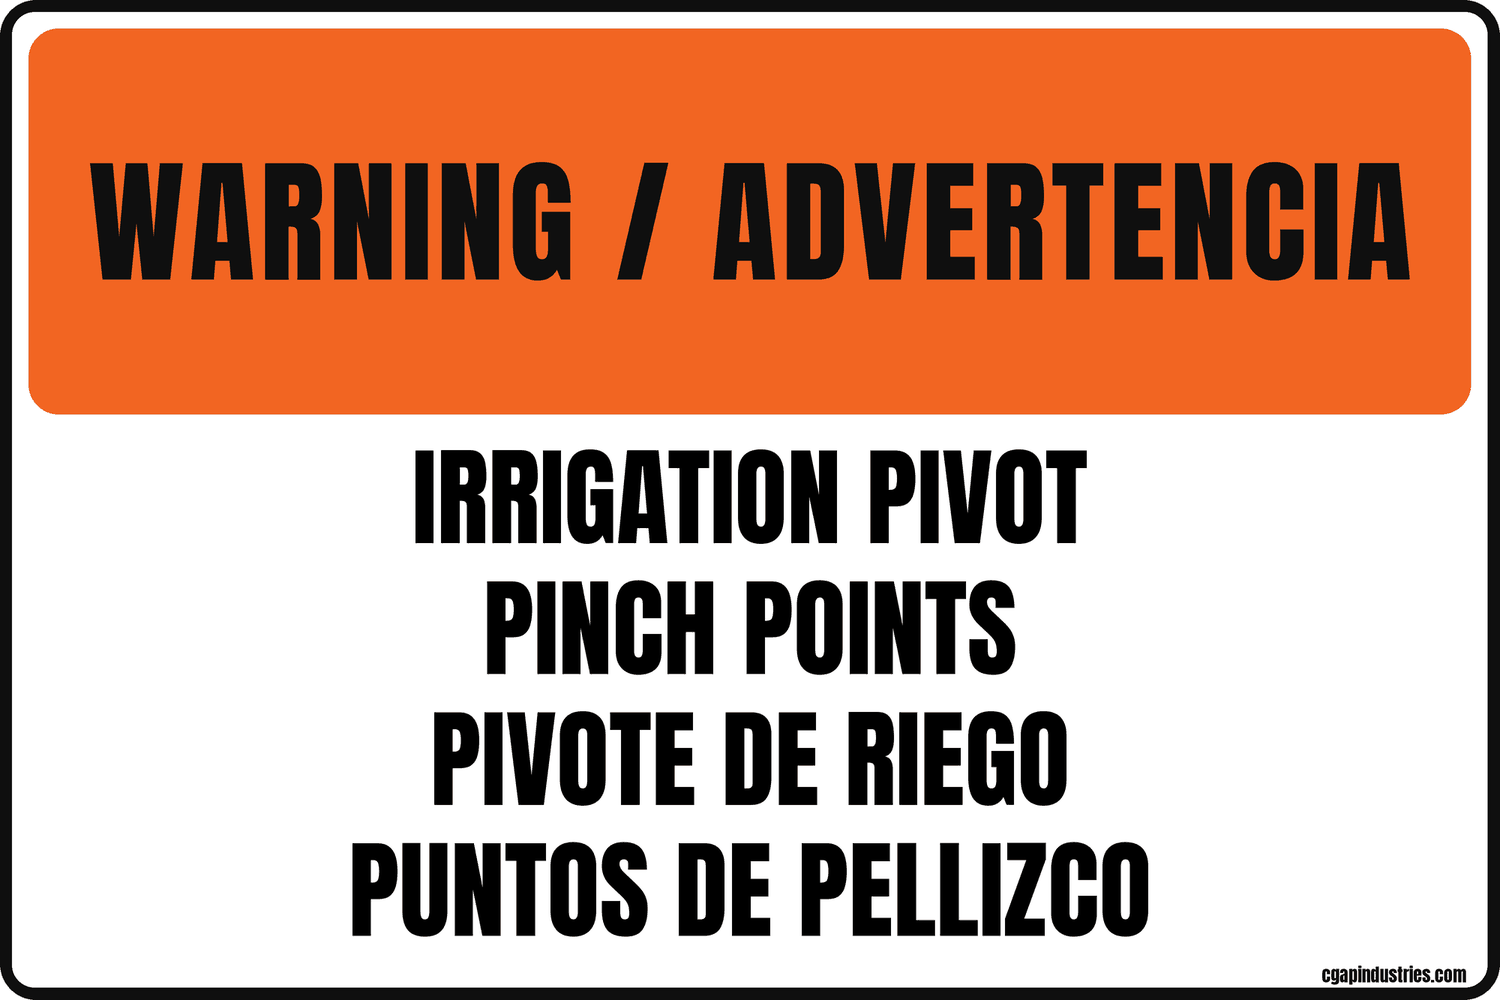 WARNING / ADVERTENCIA
IRRIGATION PIVOT
PINCH POINTS
PIVOTE DE RIEGO
PUNTOS DE PELLIZCO
cgapindustries.com